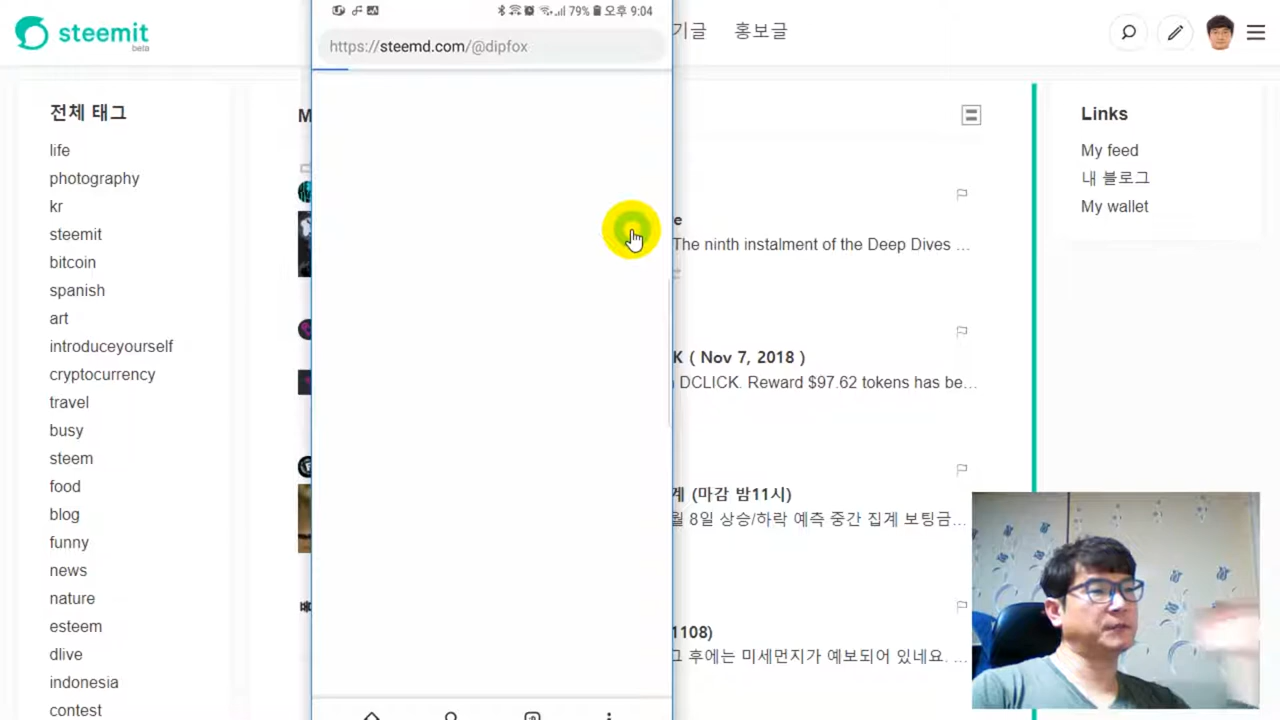 steemit
beta
79% 오후 9:04
https://steemd.com/@dipfox
기글 홍보글
전체 태그
life
photography
kr
steemit
bitcoin
spanish
art
introduceyourself
cryptocurrency
travel
busy
steem
food
blog
funny
news
nature
esteem
dlive
indonesia
contest
M
e
The ninth instalment of the Deep Dives …
K ( Nov 7, 2018 )
) DCLICK. Reward $97.62 tokens has be…
계 (마감 밤11시)
월 8일 상승/하락 예측 중간 집계 보팅금…
1108)
그 후에는 미세먼지가 예보되어 있네요. …
Links
My feed
내 블로그
My wallet